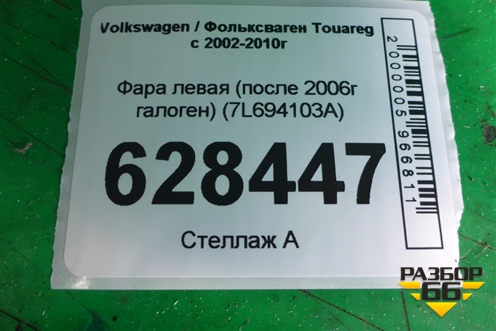 Volkswagen / Фольксваген Touareg
с 2002-2010г
Фара левая (после 2006г
галоген) (7L694103A)
628447
Стеллаж А
2000005966811
РАЗБОР
66